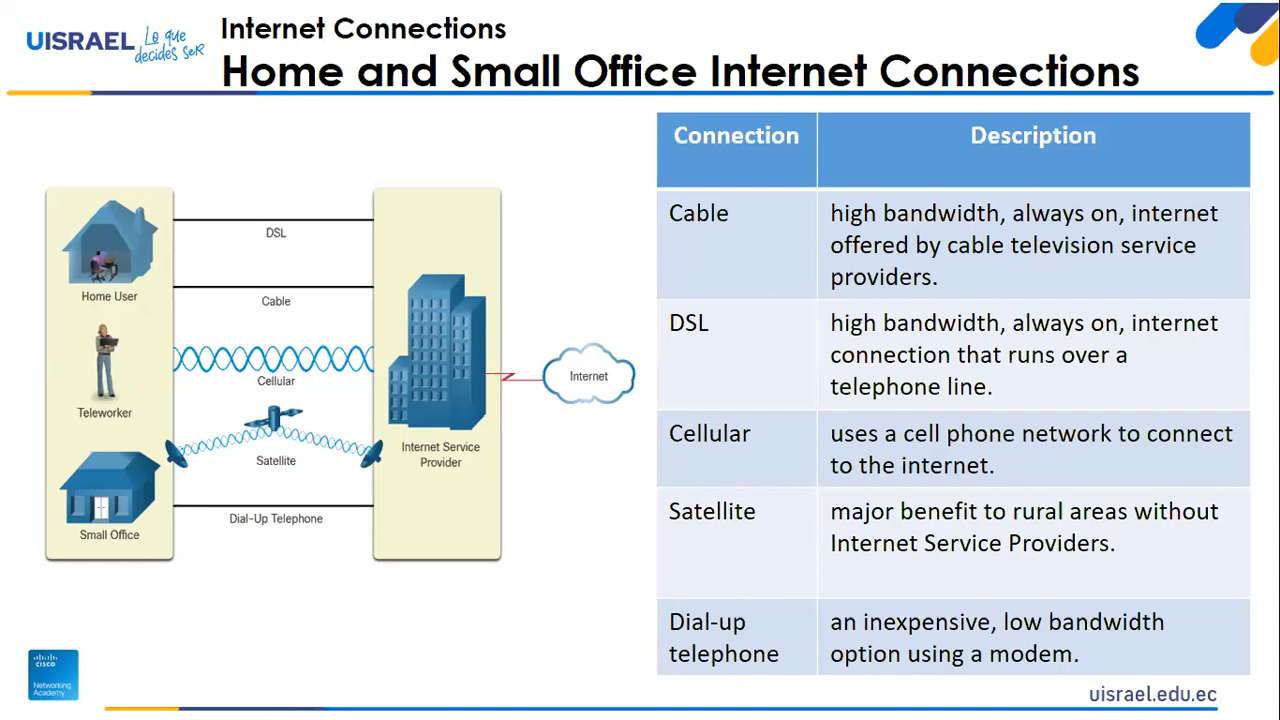 UISRAEL
Lo que
decides seR
Internet Connections
Home and Small Office Internet Connections
Home User
Teleworker
Small Office
DSL
Cable
Cellular
Satellite
Dial-Up Telephone
Internet Service
Provider
Internet
Connection
Description
Cable
high bandwidth, always on, internet
offered by cable television service
providers.
DSL
high bandwidth, always on, internet
connection that runs over a
telephone line.
Cellular
uses a cell phone network to connect
to the internet.
Satellite
major benefit to rural areas without
Internet Service Providers.
Dial-up
telephone
an inexpensive, low bandwidth
option using a modem.
CISCO
Networking
Academy
uisrael.edu.ec